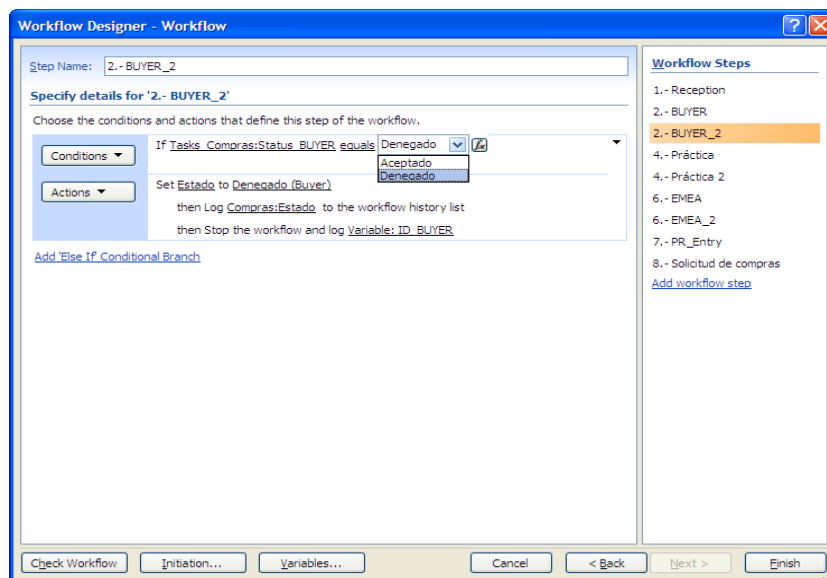 Workflow Designer - Workflow
Step Name: 2.- BUYER_2
Specify details for '2.- BUYER_2'
Choose the conditions and actions that define this step of the workflow.
Conditions
If Tasks_Compras:Status_BUYER equals Denegado
Aceptado
Denegado
Actions
Set Estado to Denegado (Buyer)
then Log Compras:Estado to the workflow history list
then Stop the workflow and log Variable: ID_BUYER
Add 'Else If' Conditional Branch
Workflow Steps
1.- Reception
2.- BUYER
2.- BUYER_2
4.- Práctica
4.- Práctica 2
6.- EMEA
6.- EMEA_2
7.- PR_Entry
8.- Solicitud de compras
Add workflow step
Check Workflow
Initiation...
Variables...
Cancel
< Back
Next >
Finish